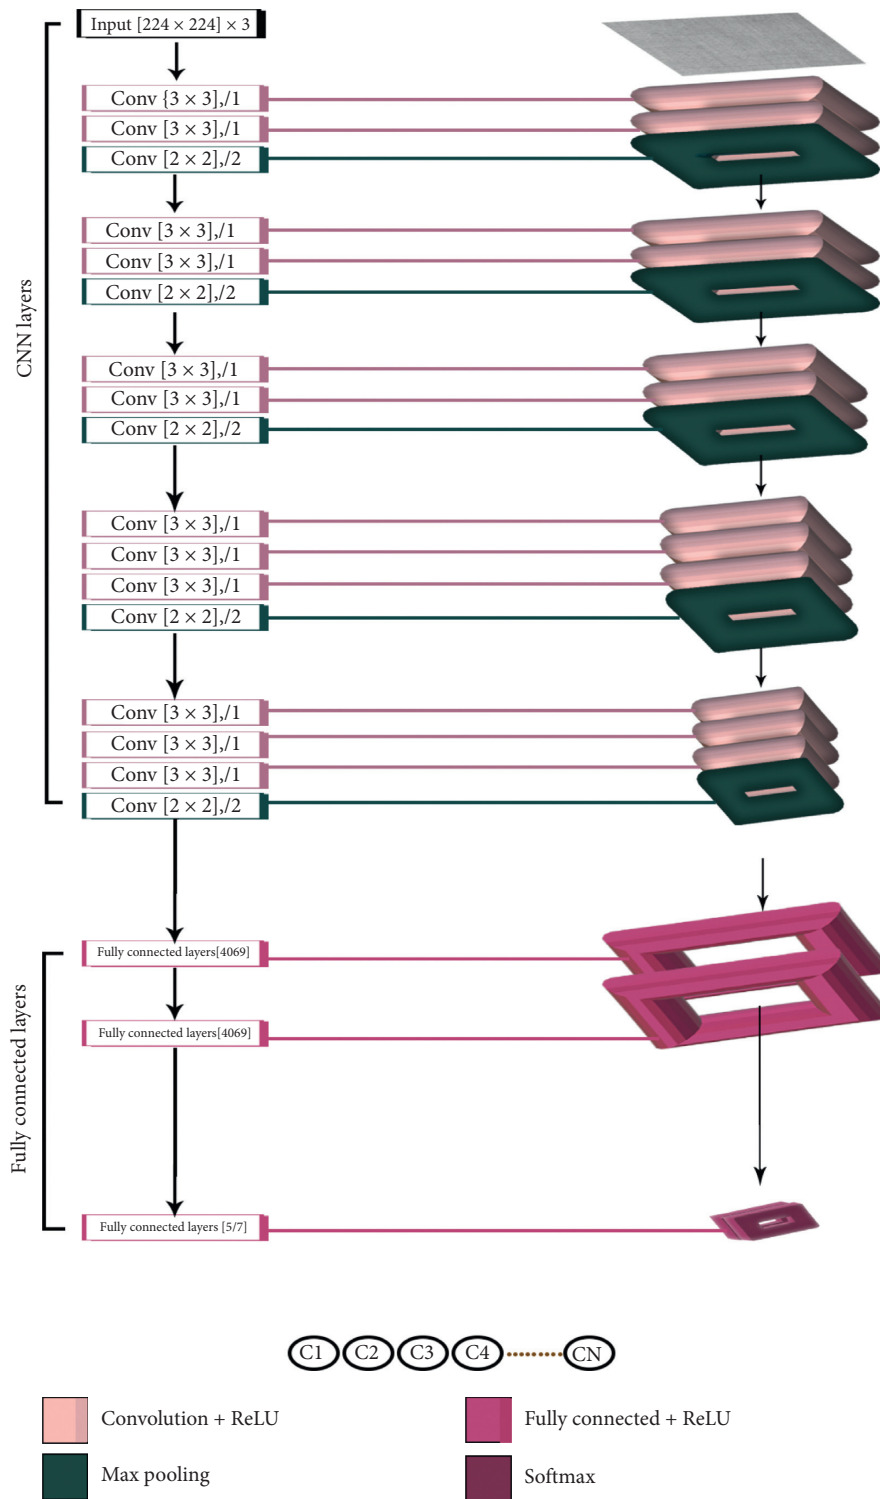 Input [224 × 224] × 3
Conv {3 × 3],/1
Conv [3 × 3],/1
Conv [2 × 2],/2
Conv [3 × 3],/1
Conv [3 × 3],/1
Conv [2 × 2],/2
CNN layers
Conv [3 × 3],/1
Conv [3 × 3],/1
Conv [2 × 2],/2
Conv [3 × 3],/1
Conv [3 × 3],/1
Conv [3 × 3],/1
Conv [2 × 2],/2
Conv [3 × 3],/1
Conv [3 × 3],/1
Conv [3 × 3],/1
Conv [2 × 2],/2
Fully connected layers
Fully connected layers[4069]
Fully connected layers[4069]
Fully connected layers [5/7]
C1 C2 C3 C4 CN
Convolution + ReLU
Fully connected + ReLU
Max pooling
Softmax